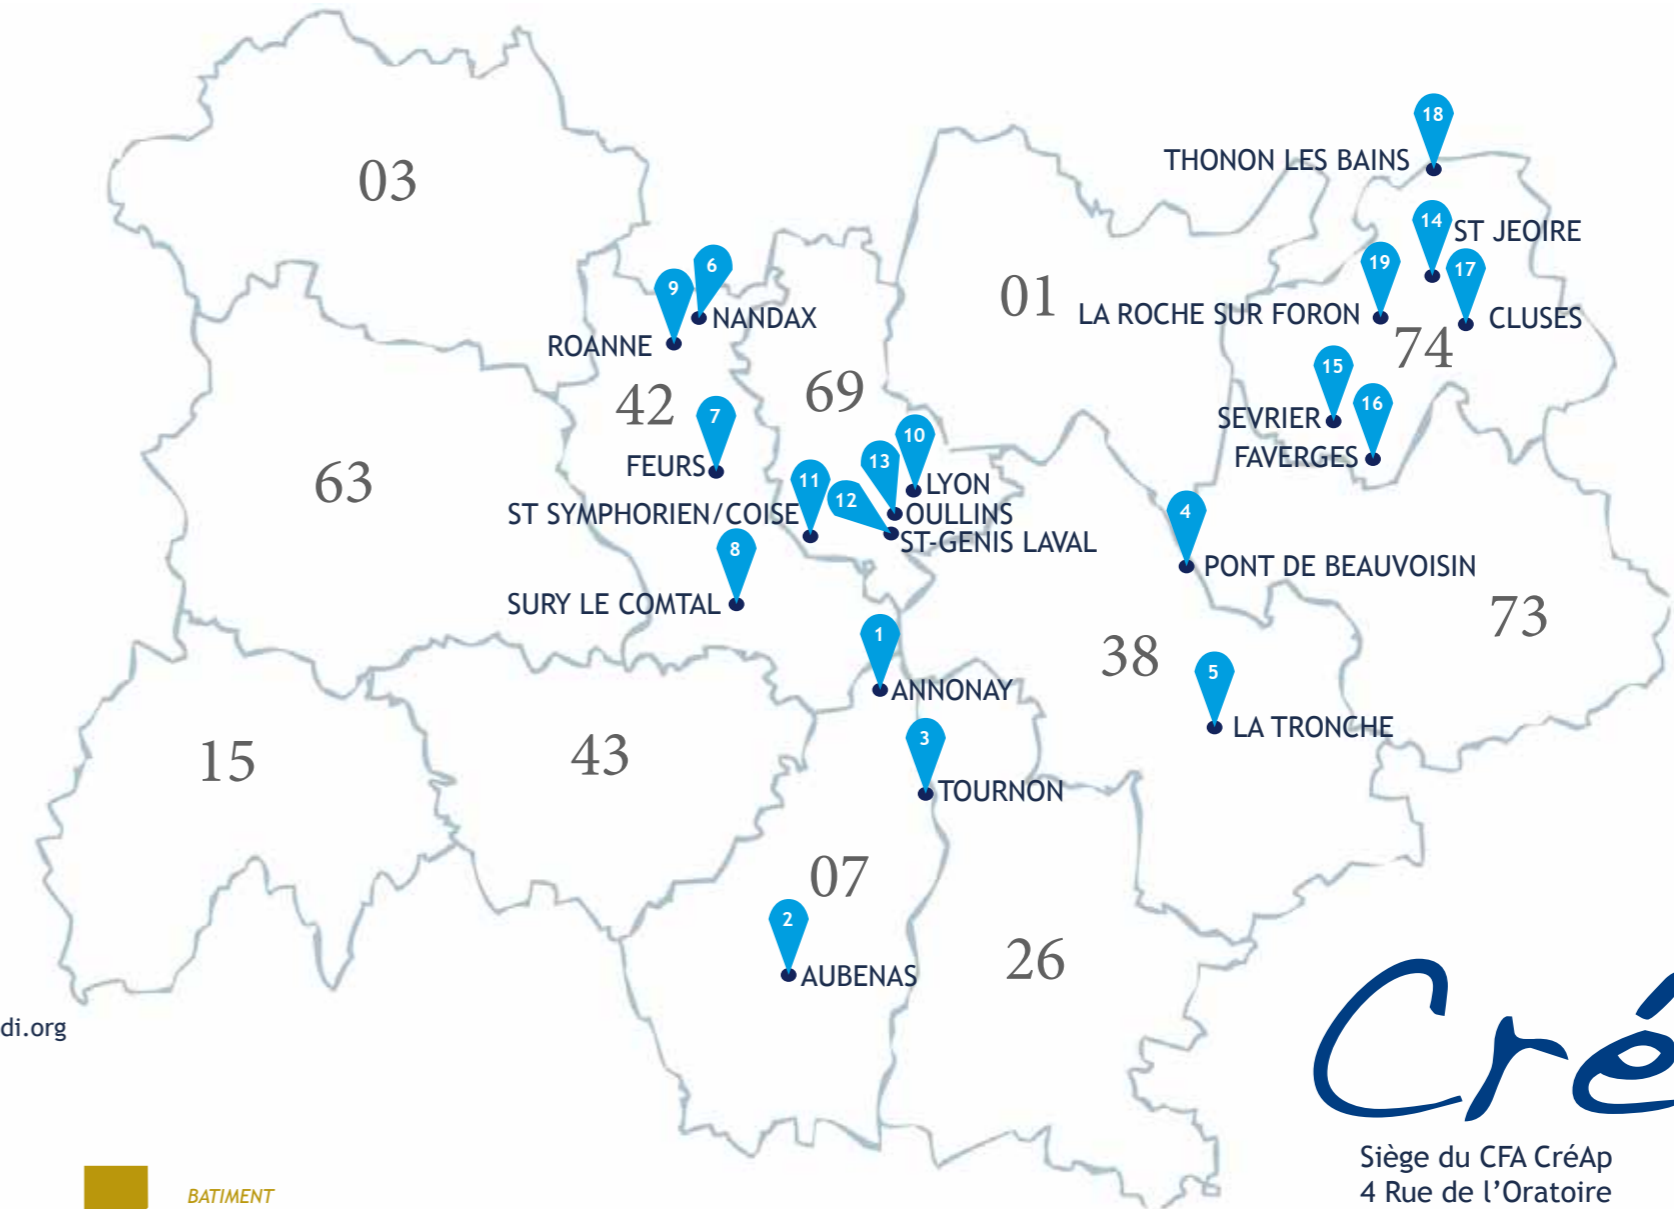 18
THONON LES BAINS
03
14
ST JEOIRE
6
19
17
9
01
NANDAX
LA ROCHE SUR FORON
CLUSES
ROANNE
74
15
42
69
16
7
SEVRIER
10
FAVERGES
13
FEURS
11
63
LYON
12
ST SYMPHORIEN/COISE
OULLINS
4
ST-GENIS LAVAL
8
PONT DE BEAUVOISIN
SURY LE COMTAL
73
1
38
5
ANNONAY
LA TRONCHE
3
43
15
TOURNON
07
2
26
AUBENAS
di.org
Cré
Siège du CFA CréAp
4 Rue de l'Oratoire
BATIMENT